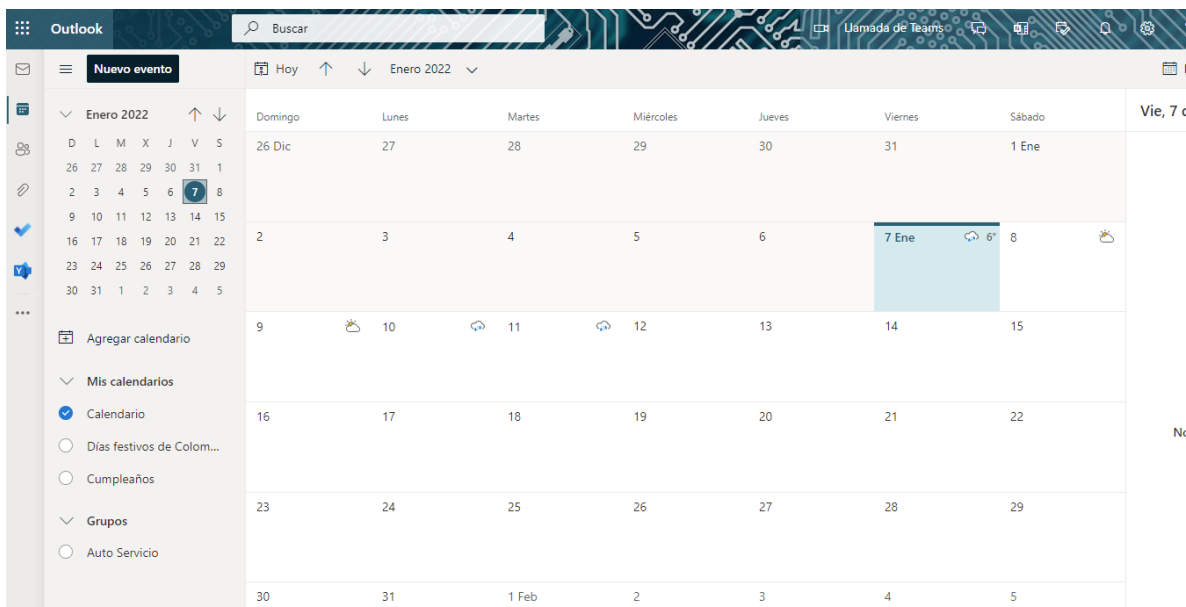 Outlook
Buscar
Llamada de Teams
Nuevo evento
Hoy
Enero 2022
Enero 2022
D L M X J V S
26 27 28 29 30 31 1
2 3 4 5 6 7 8
9 10 11 12 13 14 15
16 17 18 19 20 21 22
23 24 25 26 27 28 29
30 31 1 2 3 4 5
Agregar calendario
Mis calendarios
Calendario
Días festivos de Colom...
Cumpleaños
Grupos
Auto Servicio
Domingo Lunes Martes Miércoles Jueves Viernes Sábado
26 Dic 27 28 29 30 31 1 Ene
2 3 4 5 6 7 Ene 6° 8
9 10 11 12 13 14 15
16 17 18 19 20 21 22
23 24 25 26 27 28 29
30 31 1 Feb 2 3 4 5
Vie, 7